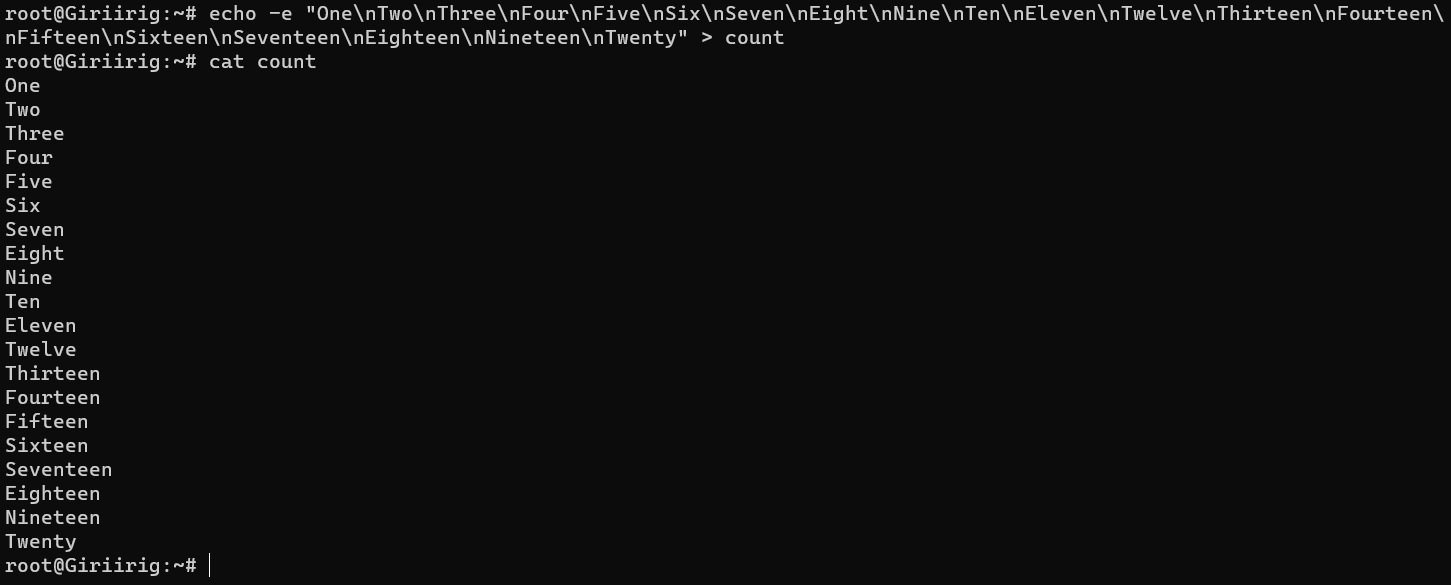 root@Giriirig:~# echo -e "One\nTwo\nThree\nFour\nFive\nSix\nSeven\nEight\nNine\nTen\nEleven\nTwelve\nThirteen\nFourteen\
nFifteen\nSixteen\nSeventeen\nEighteen\nNineteen\nTwenty" > count
root@Giriirig:~# cat count
One
Two
Three
Four
Five
Six
Seven
Eight
Nine
Ten
Eleven
Twelve
Thirteen
Fourteen
Fifteen
Sixteen
Seventeen
Eighteen
Nineteen
Twenty
root@Giriirig:~#